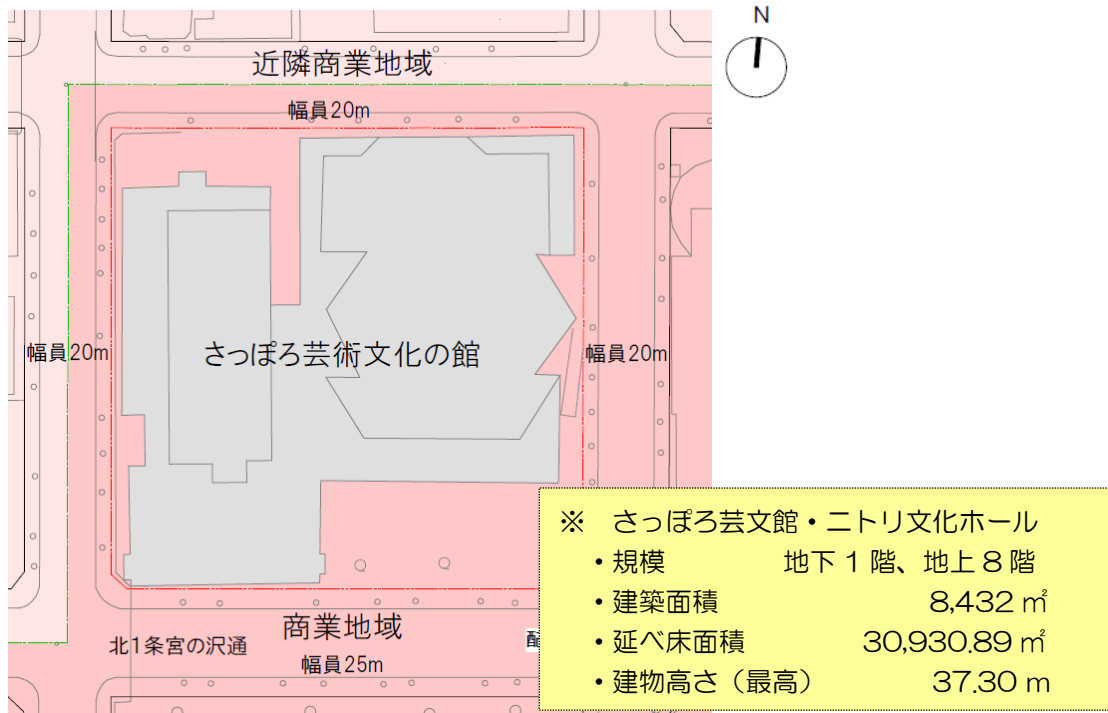 N
近隣商業地域
幅員20m
幅員20m
さっぽろ芸術文化の館
幅員20m
北1条宮の沢通
商業地域
幅員25m
※ さっぽろ芸文館・ニトリ文化ホール
・規模 地下1階、地上8階
・建築面積 8,432 ㎡
・延べ床面積 30,930.89 ㎡
・建物高さ（最高） 37.30 m